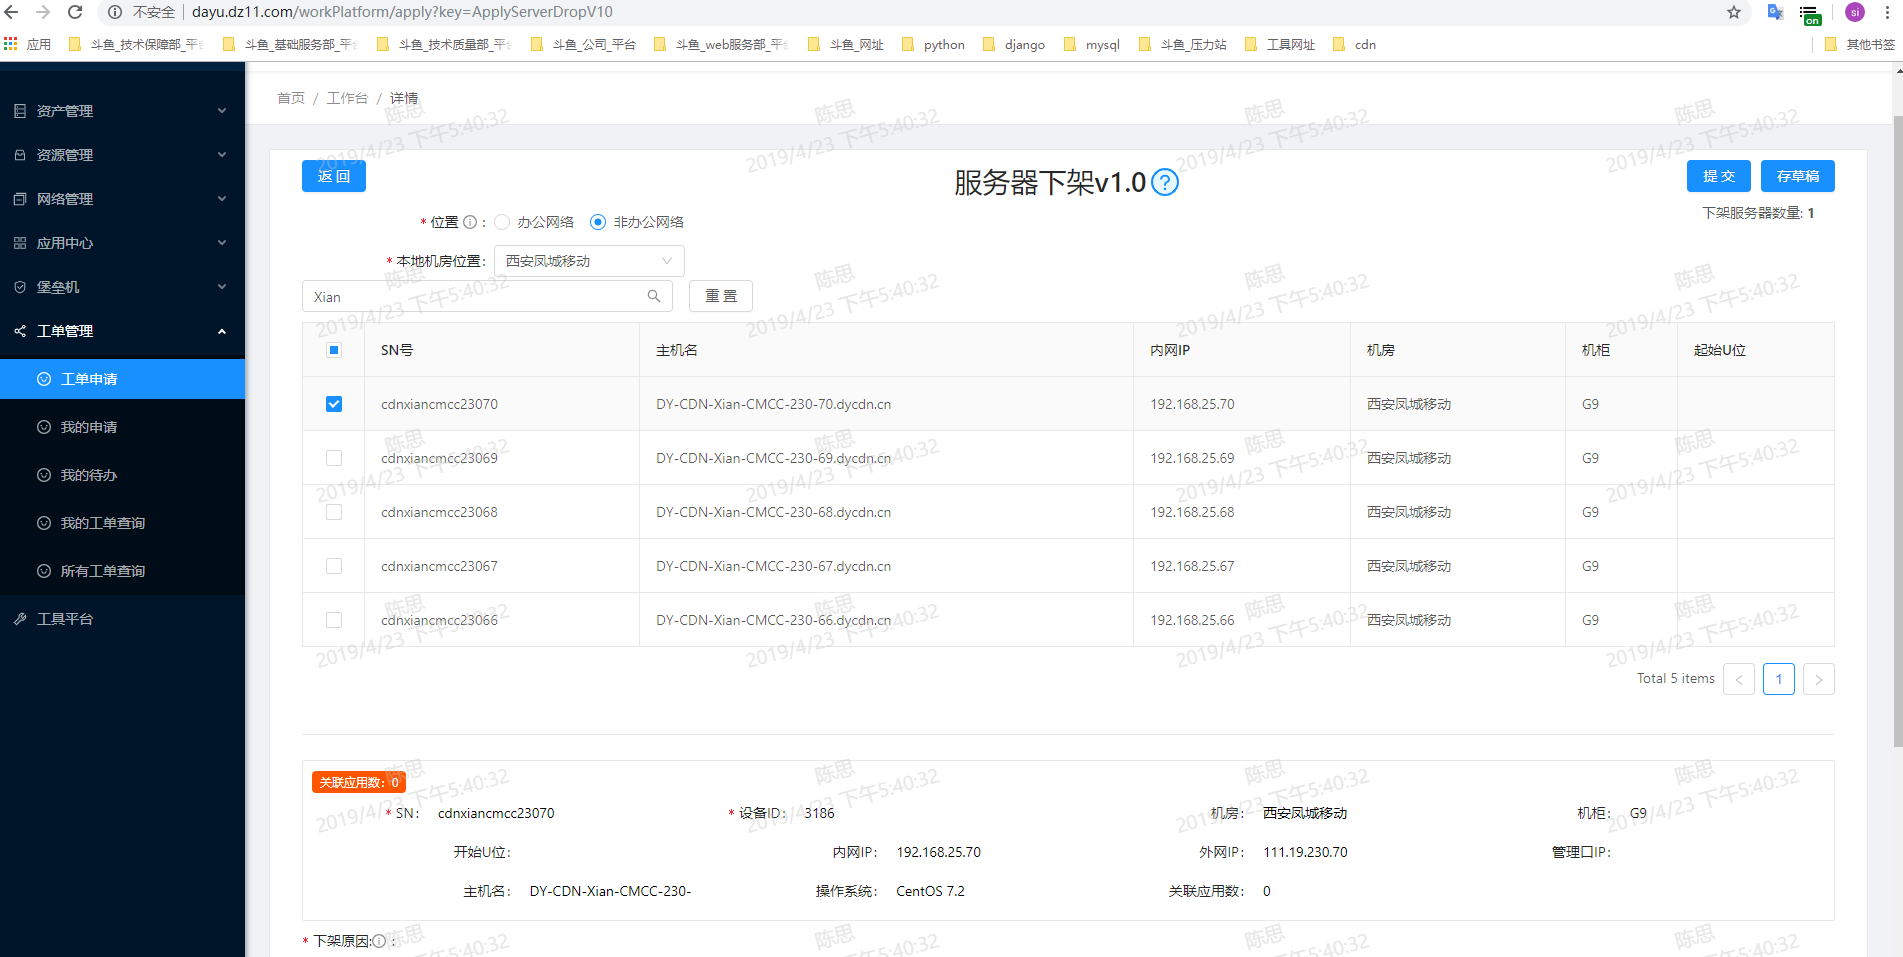 不安全 dayu.dz11.com/workPlatform/apply?key=ApplyServerDropV10
si
on
应用 斗鱼_技术保障部_平 斗鱼_基础服务部_平 斗鱼_技术质量部_平 斗鱼_公司_平台 斗鱼_web服务部_平 斗鱼_网址 python django mysql 斗鱼_压力站 工具网址 cdn 其他书签
资产管理
资源管理
网络管理
应用中心
堡垒机
工单管理
工单申请
我的申请
我的待办
我的工单查询
所有工单查询
工具平台
首页 / 工作台 / 详情
返 回
服务器下架v1.0 ?
提 交 存草稿
下架服务器数量: 1
* 位置 : 办公网络 非办公网络
* 本地机房位置: 西安凤城移动
Xian 重 置
SN号 主机名 内网IP 机房 机柜 起始U位
cdnxiancmcc23070 DY-CDN-Xian-CMCC-230-70.dycdn.cn 192.168.25.70 西安凤城移动 G9
cdnxiancmcc23069 DY-CDN-Xian-CMCC-230-69.dycdn.cn 192.168.25.69 西安凤城移动 G9
cdnxiancmcc23068 DY-CDN-Xian-CMCC-230-68.dycdn.cn 192.168.25.68 西安凤城移动 G9
cdnxiancmcc23067 DY-CDN-Xian-CMCC-230-67.dycdn.cn 192.168.25.67 西安凤城移动 G9
cdnxiancmcc23066 DY-CDN-Xian-CMCC-230-66.dycdn.cn 192.168.25.66 西安凤城移动 G9
Total 5 items < 1 >
关联应用数: 0
* SN: cdnxiancmcc23070 * 设备ID: 3186 机房: 西安凤城移动 机柜: G9
开始U位: 内网IP: 192.168.25.70 外网IP: 111.19.230.70 管理口IP:
主机名: DY-CDN-Xian-CMCC-230- 操作系统: CentOS 7.2 关联应用数: 0
* 下架原因: :
陈思
2019/4/23 下午5:40:32